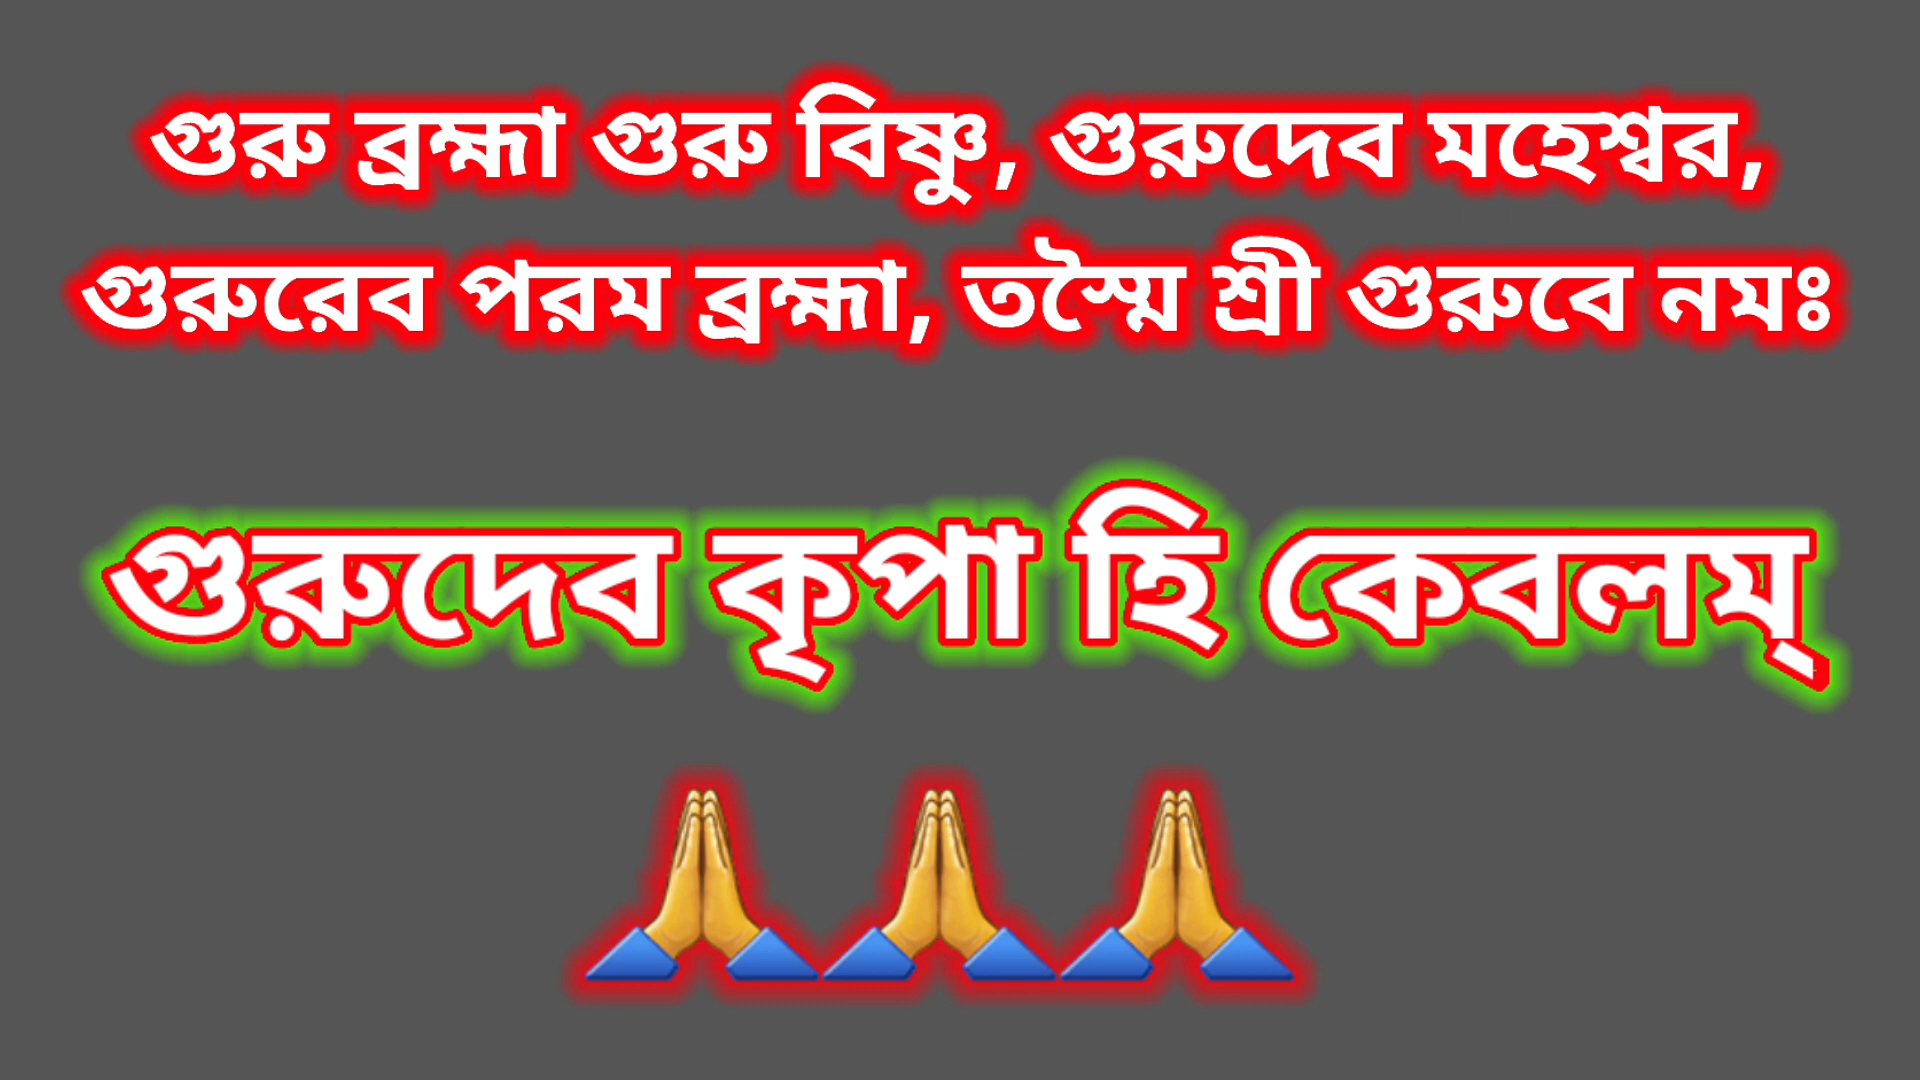 গুরু ব্রহ্মা গুরু বিষ্ণু, গুরুদেব মহেশ্বর,
গুরুরেব পরম ব্রহ্মা, তস্মৈ শ্রী গুরুবে নমঃ
গুরুদেব কৃপা হি কেবলম্
🙏🙏🙏